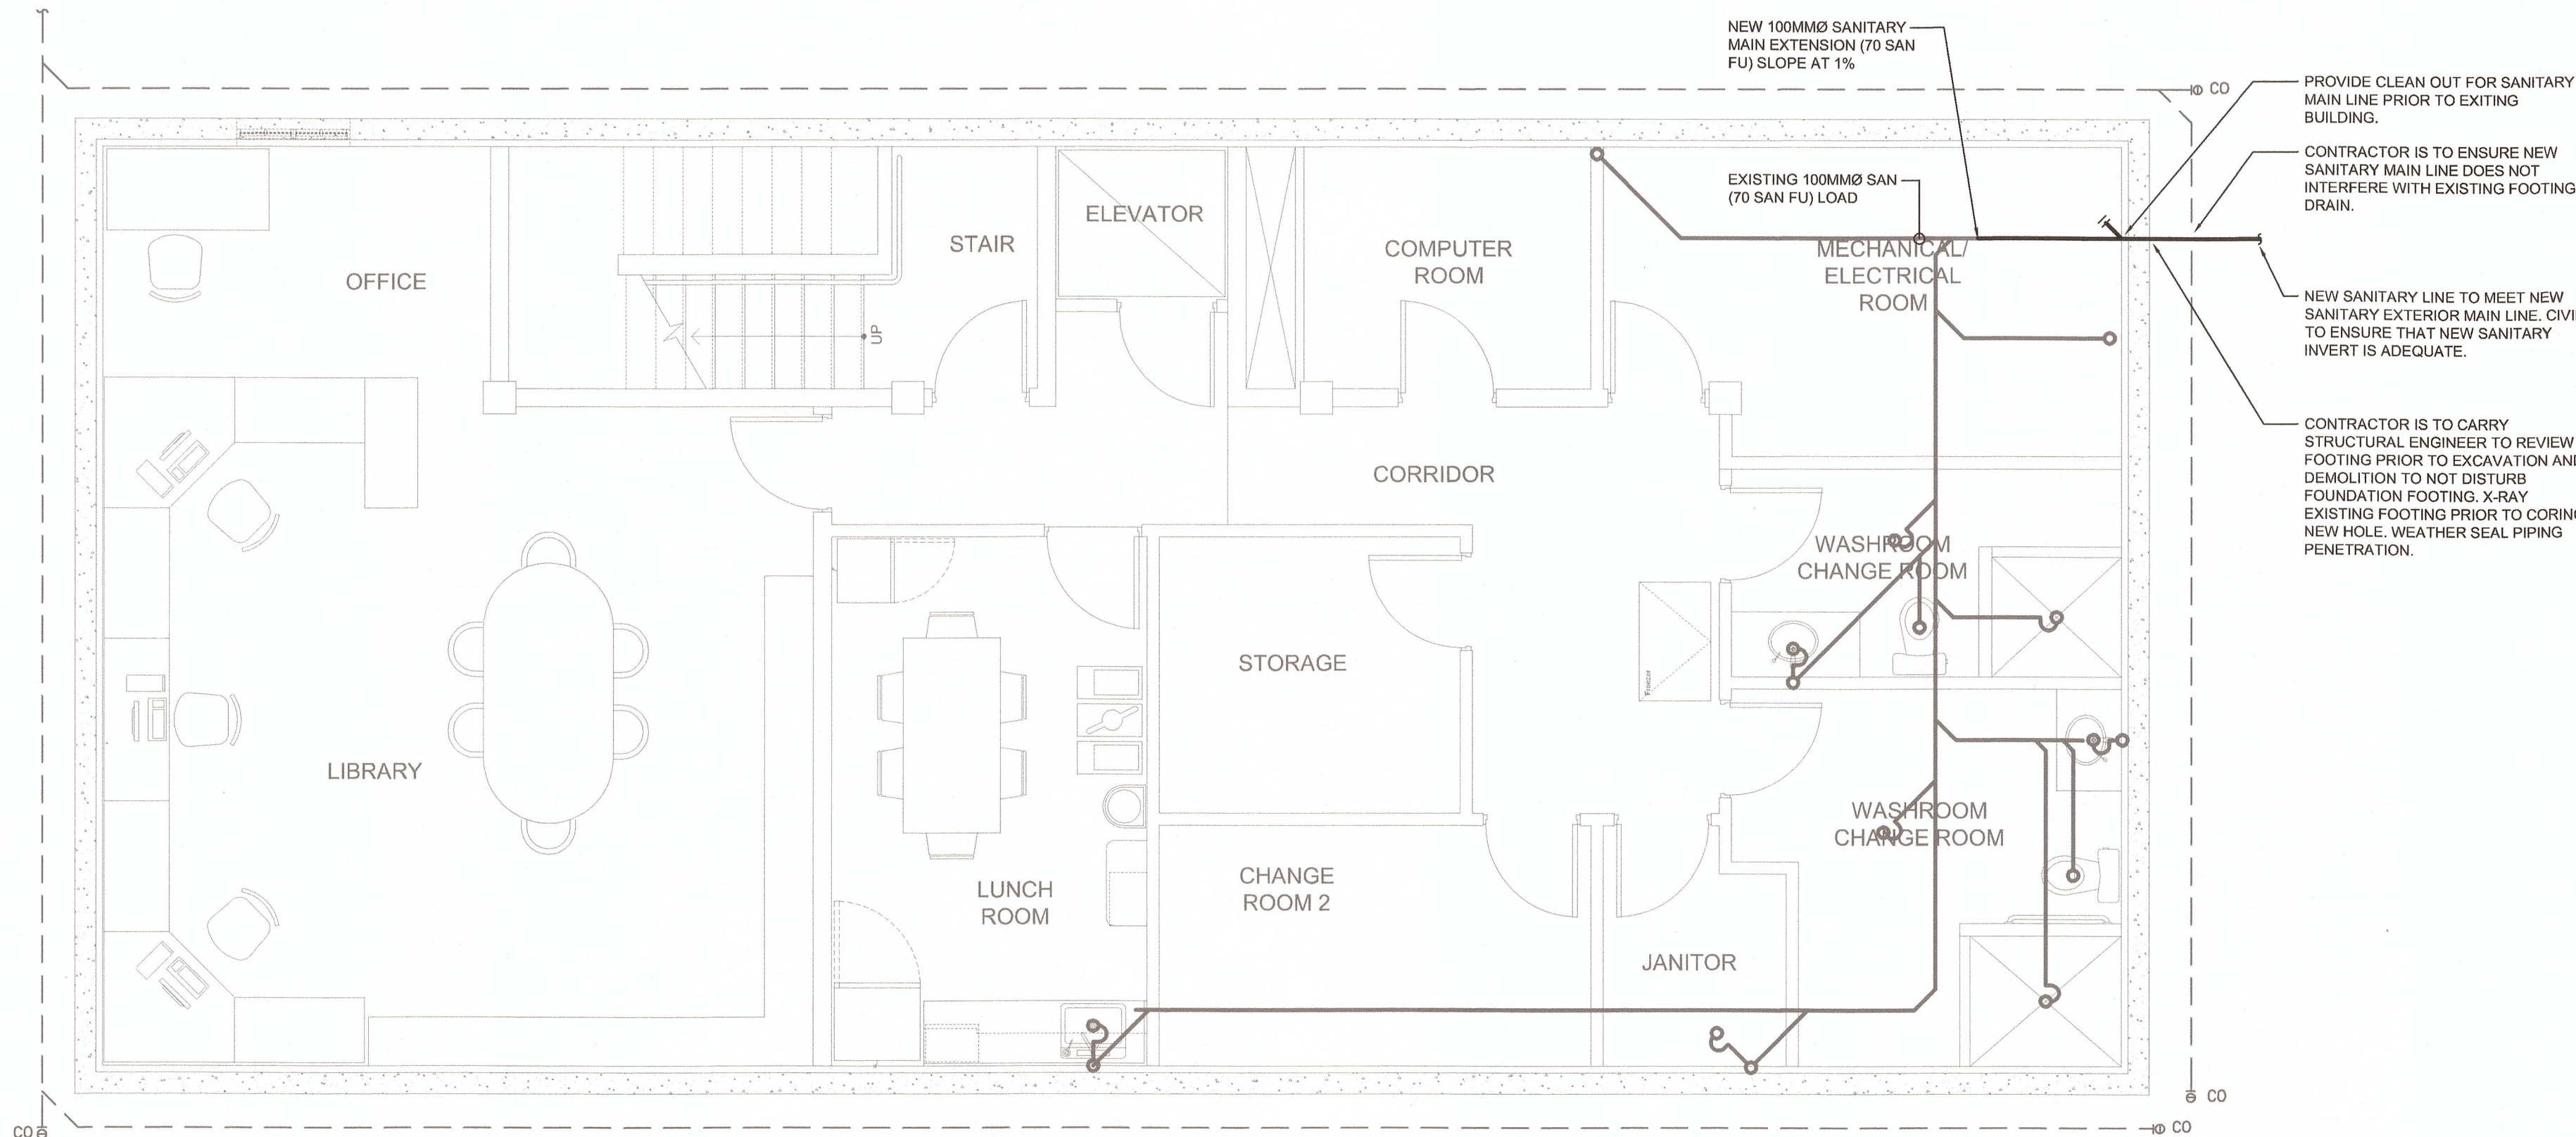 NEW 100MMØ SANITARY
MAIN EXTENSION (70 SAN
FU) SLOPE AT 1%
CO
PROVIDE CLEAN OUT FOR SANITARY
MAIN LINE PRIOR TO EXITING
BUILDING.
CONTRACTOR IS TO ENSURE NEW
SANITARY MAIN LINE DOES NOT
INTERFERE WITH EXISTING FOOTING
DRAIN.
EXISTING 100MMØ SAN
(70 SAN FU) LOAD
ELEVATOR
STAIR
OFFICE
COMPUTER
ROOM
MECHANICAL/
ELECTRICAL
ROOM
UP
NEW SANITARY LINE TO MEET NEW
SANITARY EXTERIOR MAIN LINE. CIVI
TO ENSURE THAT NEW SANITARY
INVERT IS ADEQUATE.
CONTRACTOR IS TO CARRY
STRUCTURAL ENGINEER TO REVIEW
FOOTING PRIOR TO EXCAVATION AND
DEMOLITION TO NOT DISTURB
FOUNDATION FOOTING. X-RAY
EXISTING FOOTING PRIOR TO CORING
NEW HOLE. WEATHER SEAL PIPING
PENETRATION.
CORRIDOR
WASHROOM
CHANGE ROOM
STORAGE
LIBRARY
WASHROOM
CHANGE ROOM
LUNCH
ROOM
CHANGE
ROOM 2
JANITOR
CO
CO
CO